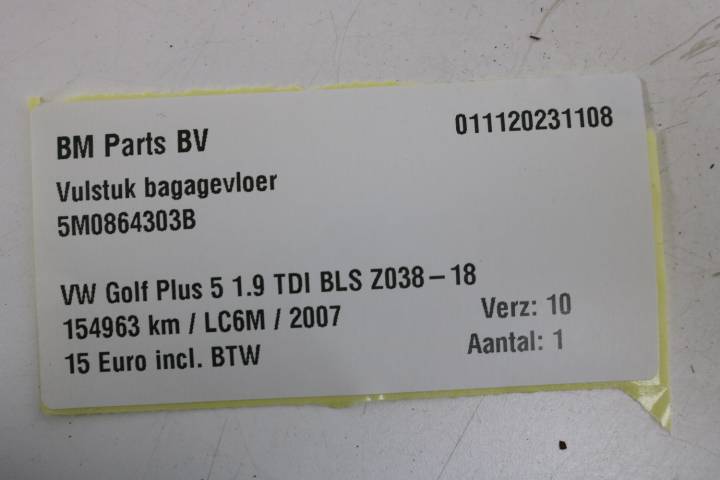 BM Parts BV
011120231108
Vulstuk bagagevloer
5M0864303B
VW Golf Plus 5 1.9 TDI BLS Z038-18
154963 km / LC6M / 2007
Verz: 10
15 Euro incl. BTW
Aantal: 1